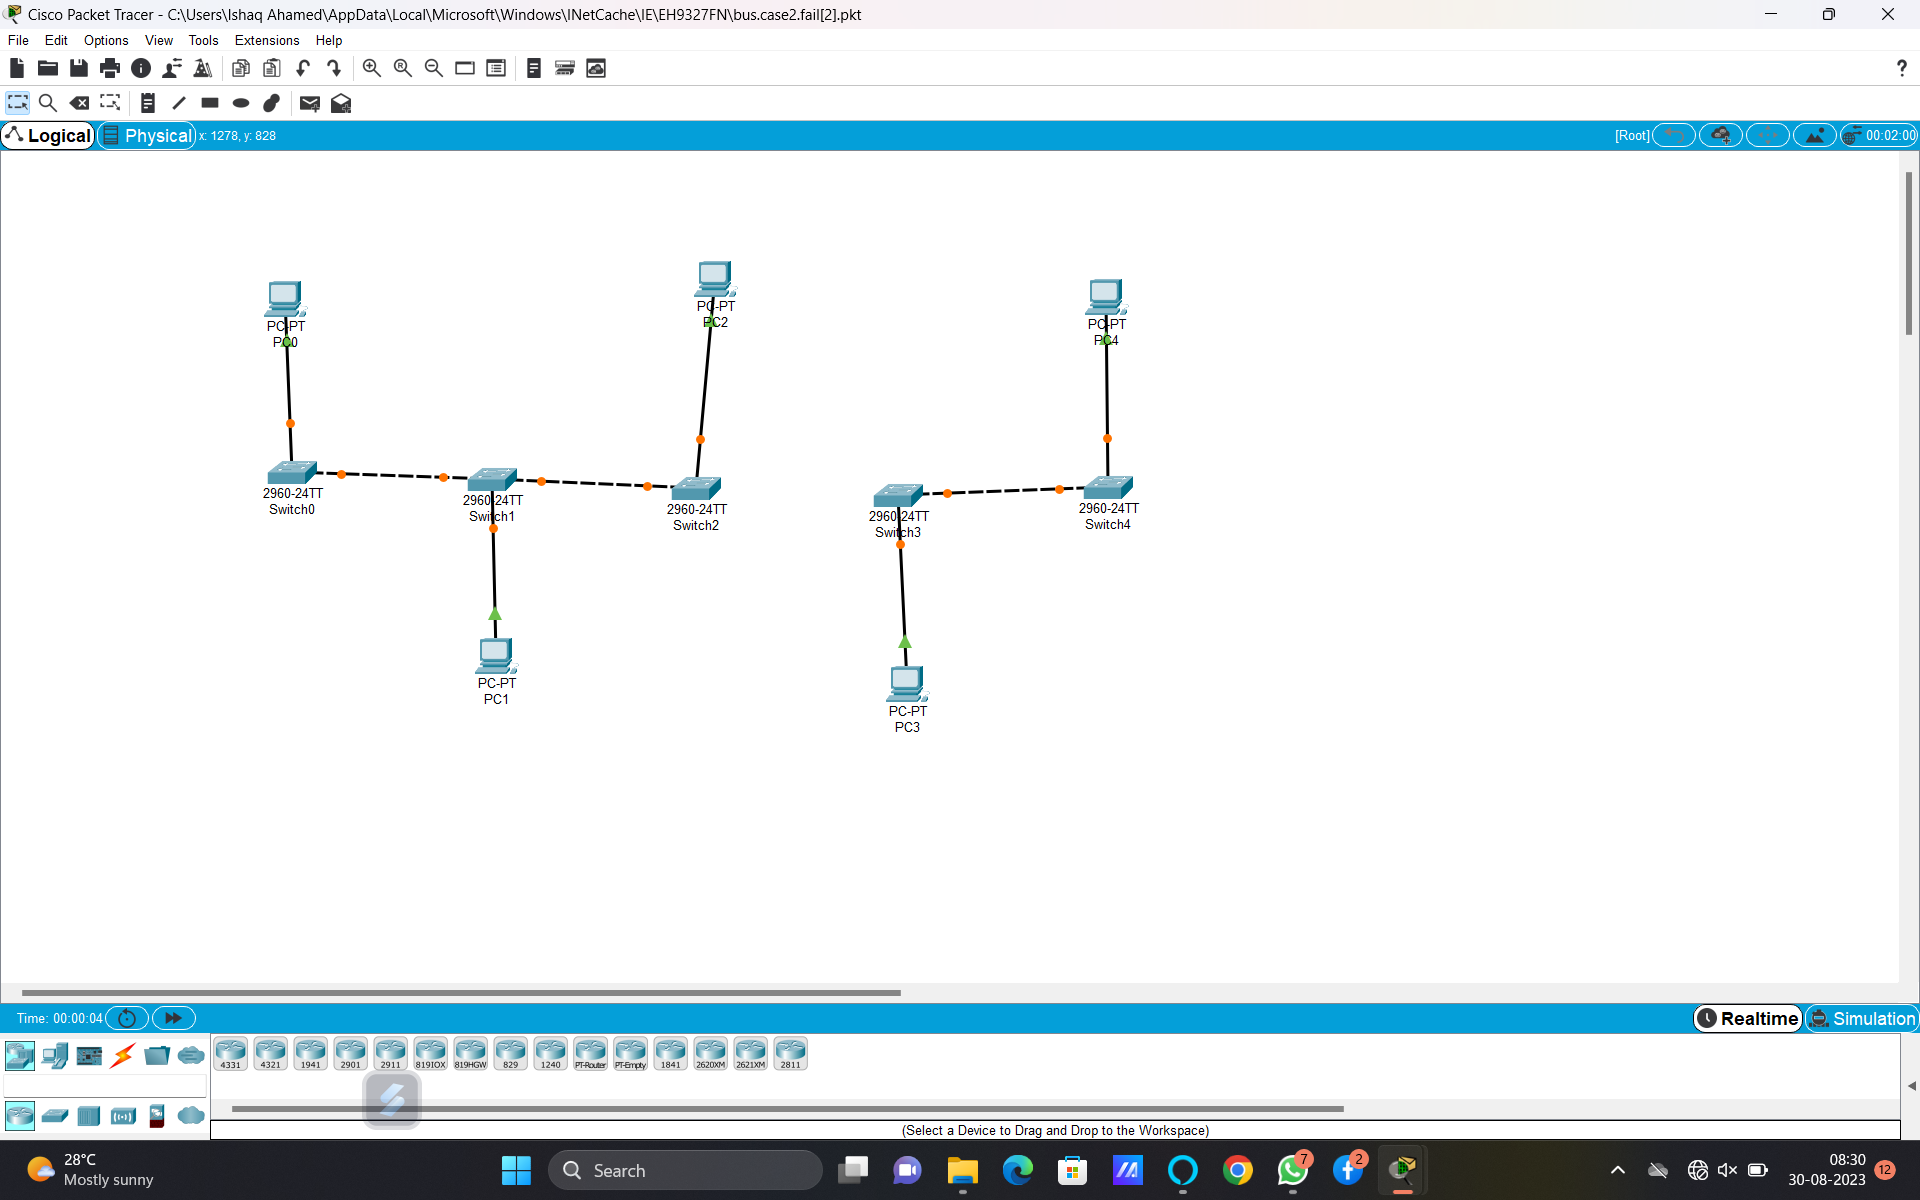 Cisco Packet Tracer - C:\Users\Ishaq Ahamed\AppData\Local\Microsoft\Windows\INetCache\IE\EH9327FN\bus.case2.fail[2].pkt
File Edit Options View Tools Extensions Help
?
Logical Physical x: 1278, y: 828 [Root] 00:02:00
PC-PT
PC0
PC-PT
PC2
PC-PT
PC4
2960-24TT
Switch0
2960-24TT
Switch1
2960-24TT
Switch2
2960-24TT
Switch3
2960-24TT
Switch4
PC-PT
PC1
PC-PT
PC3
Time: 00:00:04 Realtime Simulation
4331 4321 1941 2901 2911 819IOX 819HGW 829 1240 PT-Router PT-Empty 1841 2620XM 2621XM 2811
(Select a Device to Drag and Drop to the Workspace)
28°C
Mostly sunny
Search
7
2
08:30
30-08-2023
12